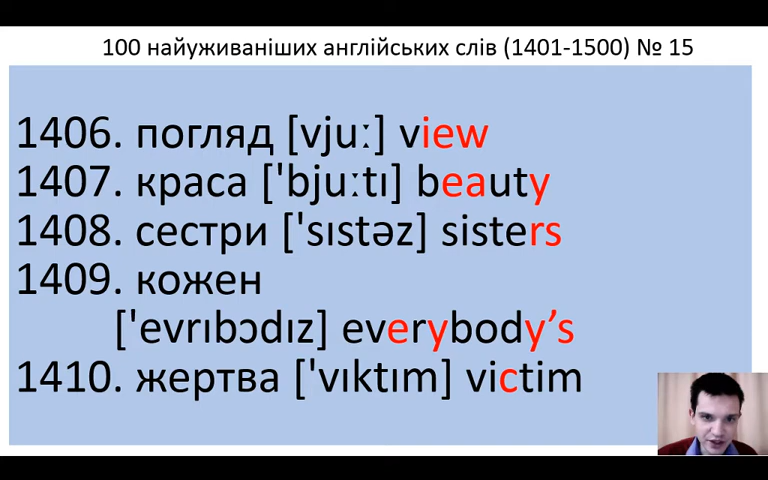 100 найуживаніших англійських слів (1401-1500) № 15
1406. погляд [vjuː] view
1407. краса ['bjuːtɪ] beauty
1408. сестри ['sɪstəz] sisters
1409. кожен
['evrɪbɔdɪz] everybody’s
1410. жертва ['vɪktɪm] victim